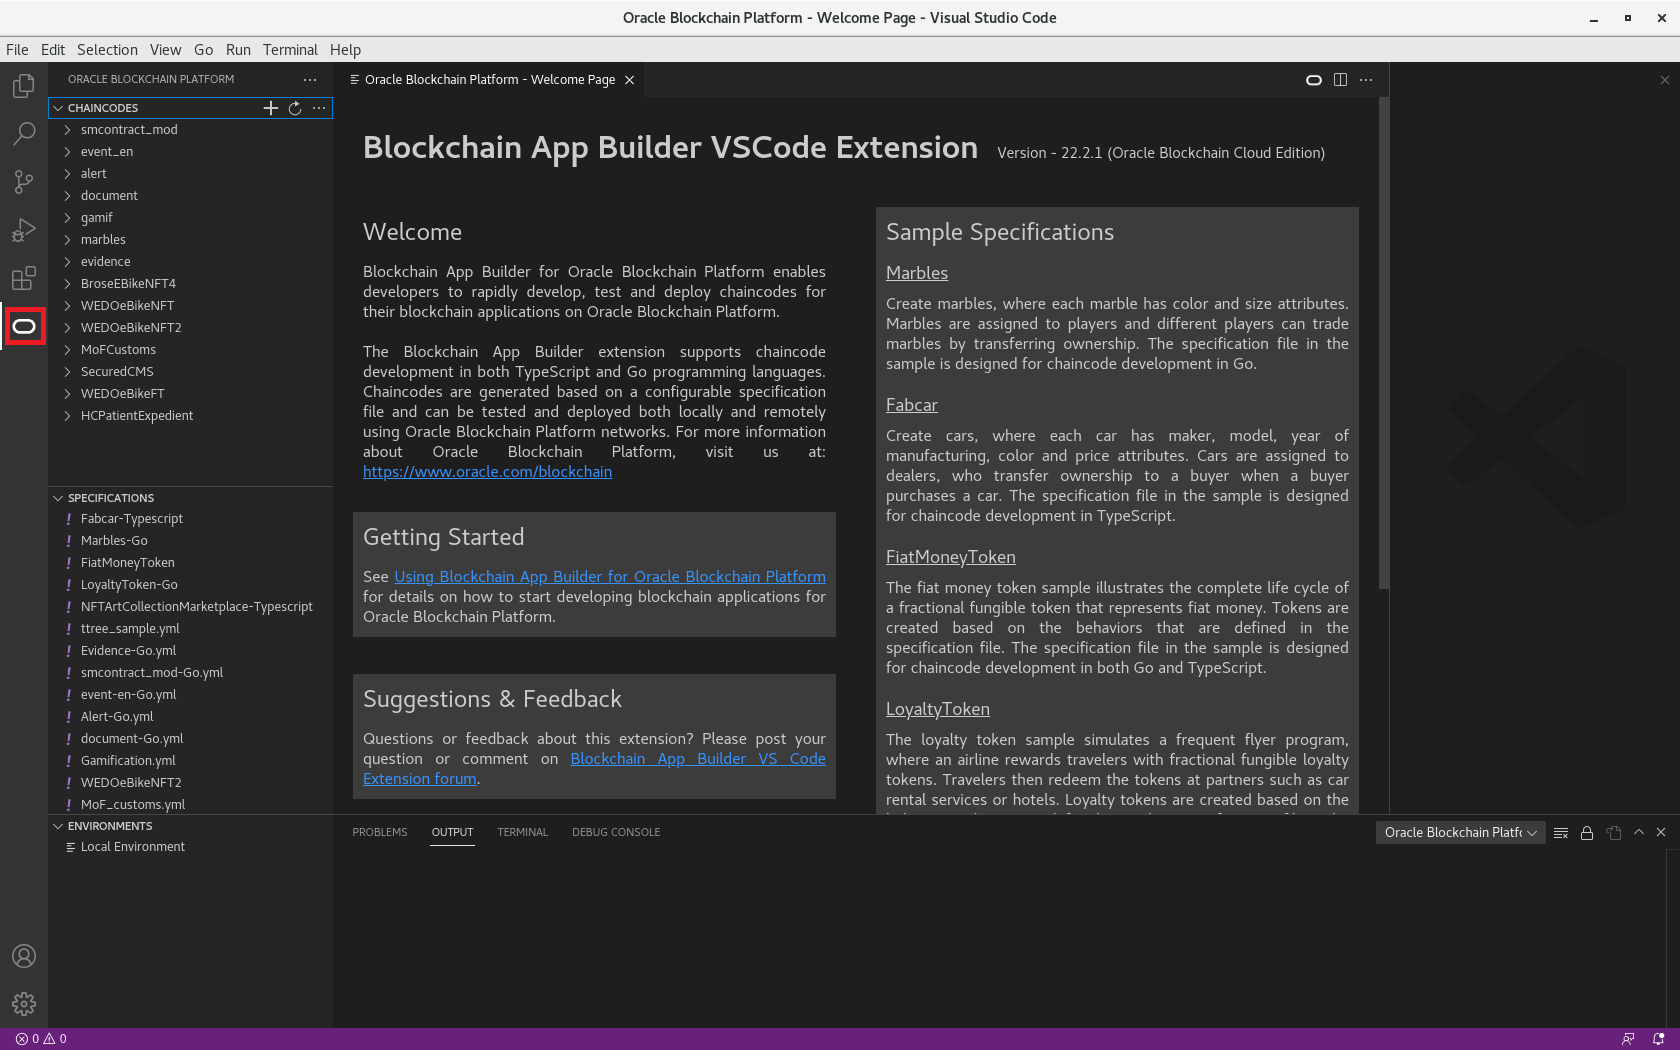 Oracle Blockchain Platform - Welcome Page - Visual Studio Code
File Edit Selection View Go Run Terminal Help
ORACLE BLOCKCHAIN PLATFORM
CHAINCODES
smcontract_mod
event_en
alert
document
gamif
marbles
evidence
BroseEBikeNFT4
WEDOeBikeNFT
WEDOeBikeNFT2
MoFCustoms
SecuredCMS
WEDOeBikeFT
HCPatientExpedient
SPECIFICATIONS
Fabcar-Typescript
Marbles-Go
FiatMoneyToken
LoyaltyToken-Go
NFTArtCollectionMarketplace-Typescript
ttree_sample.yml
Evidence-Go.yml
smcontract_mod-Go.yml
event-en-Go.yml
Alert-Go.yml
document-Go.yml
Gamification.yml
WEDOeBikeNFT2
MoF_customs.yml
ENVIRONMENTS
Local Environment
Oracle Blockchain Platform - Welcome Page
Blockchain App Builder VSCode Extension Version - 22.2.1 (Oracle Blockchain Cloud Edition)
Welcome
Blockchain App Builder for Oracle Blockchain Platform enables
developers to rapidly develop, test and deploy chaincodes for
their blockchain applications on Oracle Blockchain Platform.
The Blockchain App Builder extension supports chaincode
development in both TypeScript and Go programming languages.
Chaincodes are generated based on a configurable specification
file and can be tested and deployed both locally and remotely
using Oracle Blockchain Platform networks. For more information
about Oracle Blockchain Platform, visit us at:
https://www.oracle.com/blockchain
Getting Started
See Using Blockchain App Builder for Oracle Blockchain Platform
for details on how to start developing blockchain applications for
Oracle Blockchain Platform.
Suggestions & Feedback
Questions or feedback about this extension? Please post your
question or comment on Blockchain App Builder VS Code
Extension forum.
Sample Specifications
Marbles
Create marbles, where each marble has color and size attributes.
Marbles are assigned to players and different players can trade
marbles by transferring ownership. The specification file in the
sample is designed for chaincode development in Go.
Fabcar
Create cars, where each car has maker, model, year of
manufacturing, color and price attributes. Cars are assigned to
dealers, who transfer ownership to a buyer when a buyer
purchases a car. The specification file in the sample is designed
for chaincode development in TypeScript.
FiatMoneyToken
The fiat money token sample illustrates the complete life cycle of
a fractional fungible token that represents fiat money. Tokens are
created based on the behaviors that are defined in the
specification file. The specification file in the sample is designed
for chaincode development in both Go and TypeScript.
LoyaltyToken
The loyalty token sample simulates a frequent flyer program,
where an airline rewards travelers with fractional fungible loyalty
tokens. Travelers then redeem the tokens at partners such as car
rental services or hotels. Loyalty tokens are created based on the
PROBLEMS OUTPUT TERMINAL DEBUG CONSOLE
Oracle Blockchain Platf
0 0